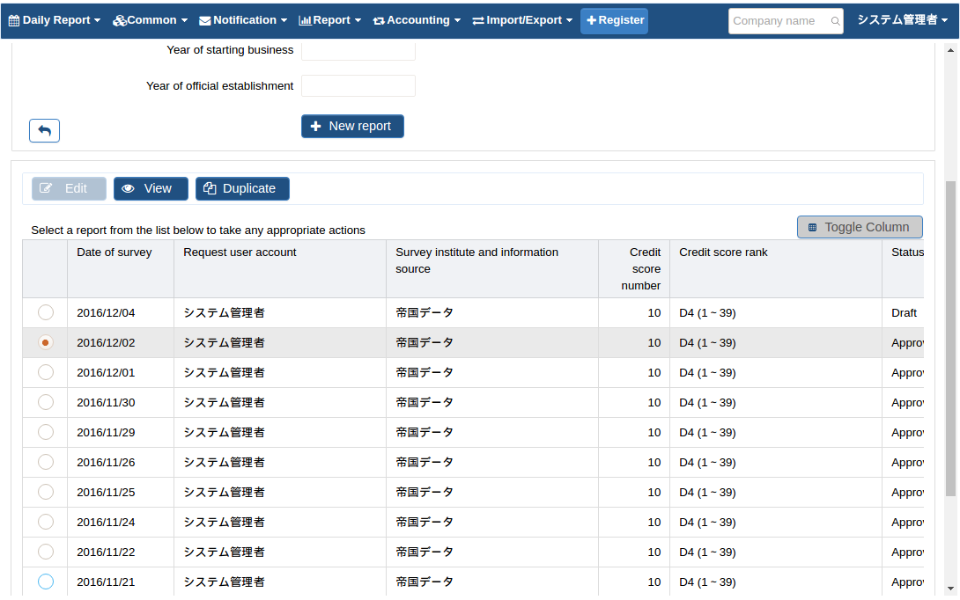 Daily Report Common Notification Report Accounting Import/Export Register Company name システム管理者
Year of starting business
Year of official establishment
New report
Edit View Duplicate
Select a report from the list below to take any appropriate actions
Toggle Column
Date of survey Request user account Survey institute and information source Credit score number Credit score rank Status
2016/12/04 システム管理者 帝国データ 10 D4 (1 ~ 39) Draft
2016/12/02 システム管理者 帝国データ 10 D4 (1 ~ 39) Approv
2016/12/01 システム管理者 帝国データ 10 D4 (1 ~ 39) Approv
2016/11/30 システム管理者 帝国データ 10 D4 (1 ~ 39) Approv
2016/11/29 システム管理者 帝国データ 10 D4 (1 ~ 39) Approv
2016/11/26 システム管理者 帝国データ 10 D4 (1 ~ 39) Approv
2016/11/25 システム管理者 帝国データ 10 D4 (1 ~ 39) Approv
2016/11/24 システム管理者 帝国データ 10 D4 (1 ~ 39) Approv
2016/11/22 システム管理者 帝国データ 10 D4 (1 ~ 39) Approv
2016/11/21 システム管理者 帝国データ 10 D4 (1 ~ 39) Approv